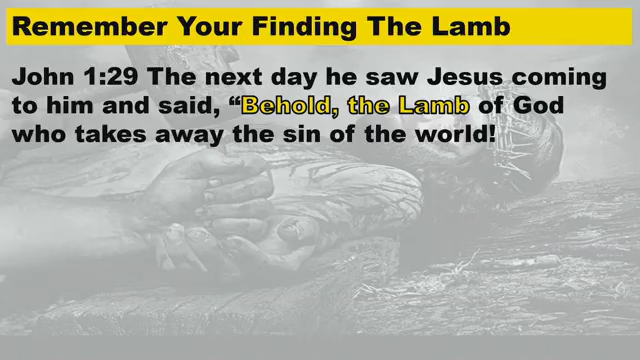 Remember Your Finding The Lamb
John 1:29 The next day he saw Jesus coming
to him and said, “Behold, the Lamb of God
who takes away the sin of the world!